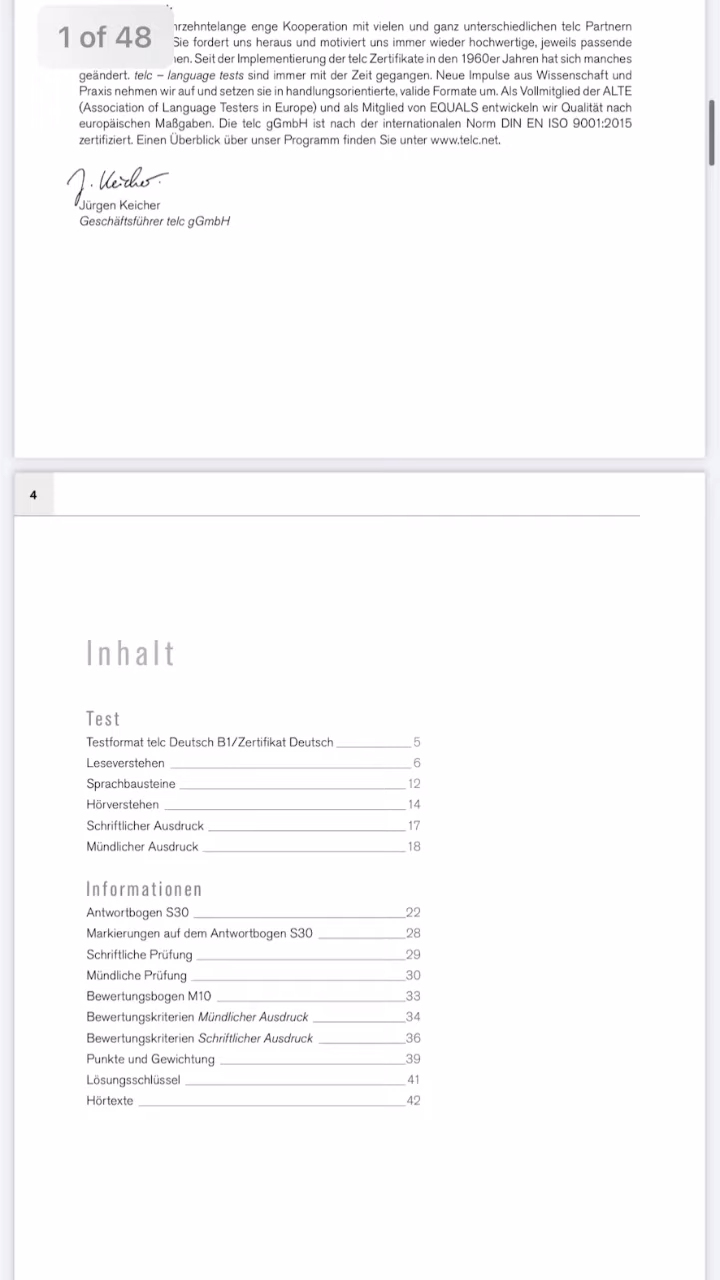 1 of 48
hrzehntelange enge Kooperation mit vielen und ganz unterschiedlichen telc Partnern
Sie fordert uns heraus und motiviert uns immer wieder hochwertige, jeweils passende
en. Seit der Implementierung der telc Zertifikate in den 1960er Jahren hat sich manches
geändert. telc – language tests sind immer mit der Zeit gegangen. Neue Impulse aus Wissenschaft und
Praxis nehmen wir auf und setzen sie in handlungsorientierte, valide Formate um. Als Vollmitglied der ALTE
(Association of Language Testers in Europe) und als Mitglied von EQUALS entwickeln wir Qualität nach
europäischen Maßgaben. Die telc gGmbH ist nach der internationalen Norm DIN EN ISO 9001:2015
zertifiziert. Einen Überblick über unser Programm finden Sie unter www.telc.net.
J. Keicher
Jürgen Keicher
Geschäftsführer telc gGmbH
4
Inhalt
Test
Testformat telc Deutsch B1/Zertifikat Deutsch 5
Leseverstehen 6
Sprachbausteine 12
Hörverstehen 14
Schriftlicher Ausdruck 17
Mündlicher Ausdruck 18
Informationen
Antwortbogen S30 22
Markierungen auf dem Antwortbogen S30 28
Schriftliche Prüfung 29
Mündliche Prüfung 30
Bewertungsbogen M10 33
Bewertungskriterien Mündlicher Ausdruck 34
Bewertungskriterien Schriftlicher Ausdruck 36
Punkte und Gewichtung 39
Lösungsschlüssel 41
Hörtexte 42